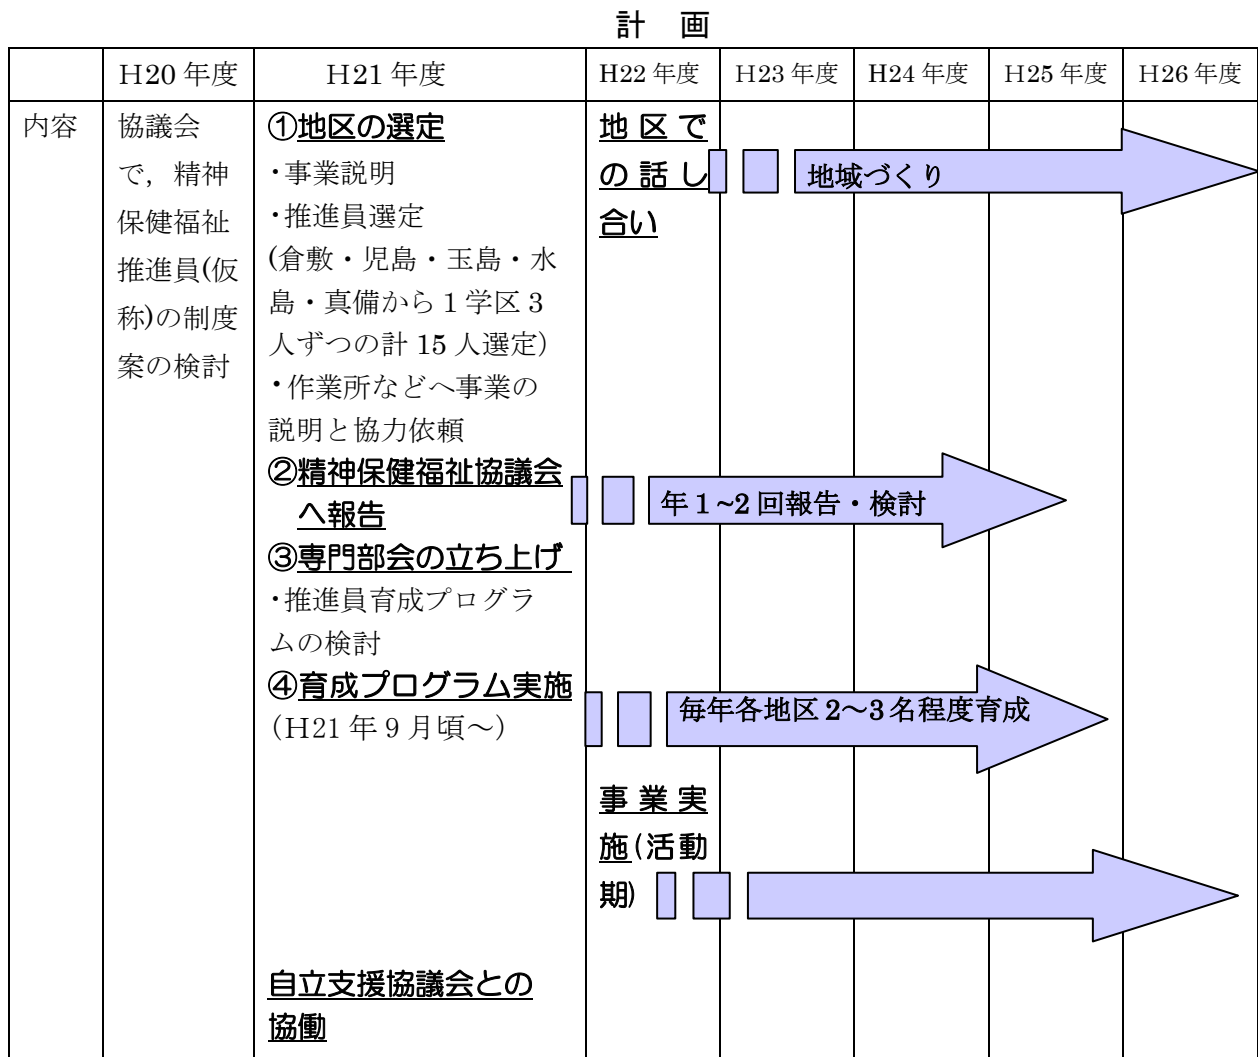 計 画
H20年度
H21年度
H22年度
H23年度
H24年度
H25年度
H26年度
内容
協議会
で，精神
保健福祉
推進員(仮
称)の制度
案の検討
①地区の選定
・事業説明
・推進員選定
(倉敷・児島・玉島・水
島・真備から1学区3
人ずつの計15人選定)
・作業所などへ事業の
説明と協力依頼
②精神保健福祉協議会
へ報告
③専門部会の立ち上げ
・推進員育成プログラ
ムの検討
④育成プログラム実施
(H21年9月頃～)
自立支援協議会との
協働
地区で
の話し
合い
地域づくり
年1~2回報告・検討
毎年各地区2～3名程度育成
事業実
施(活動
期)